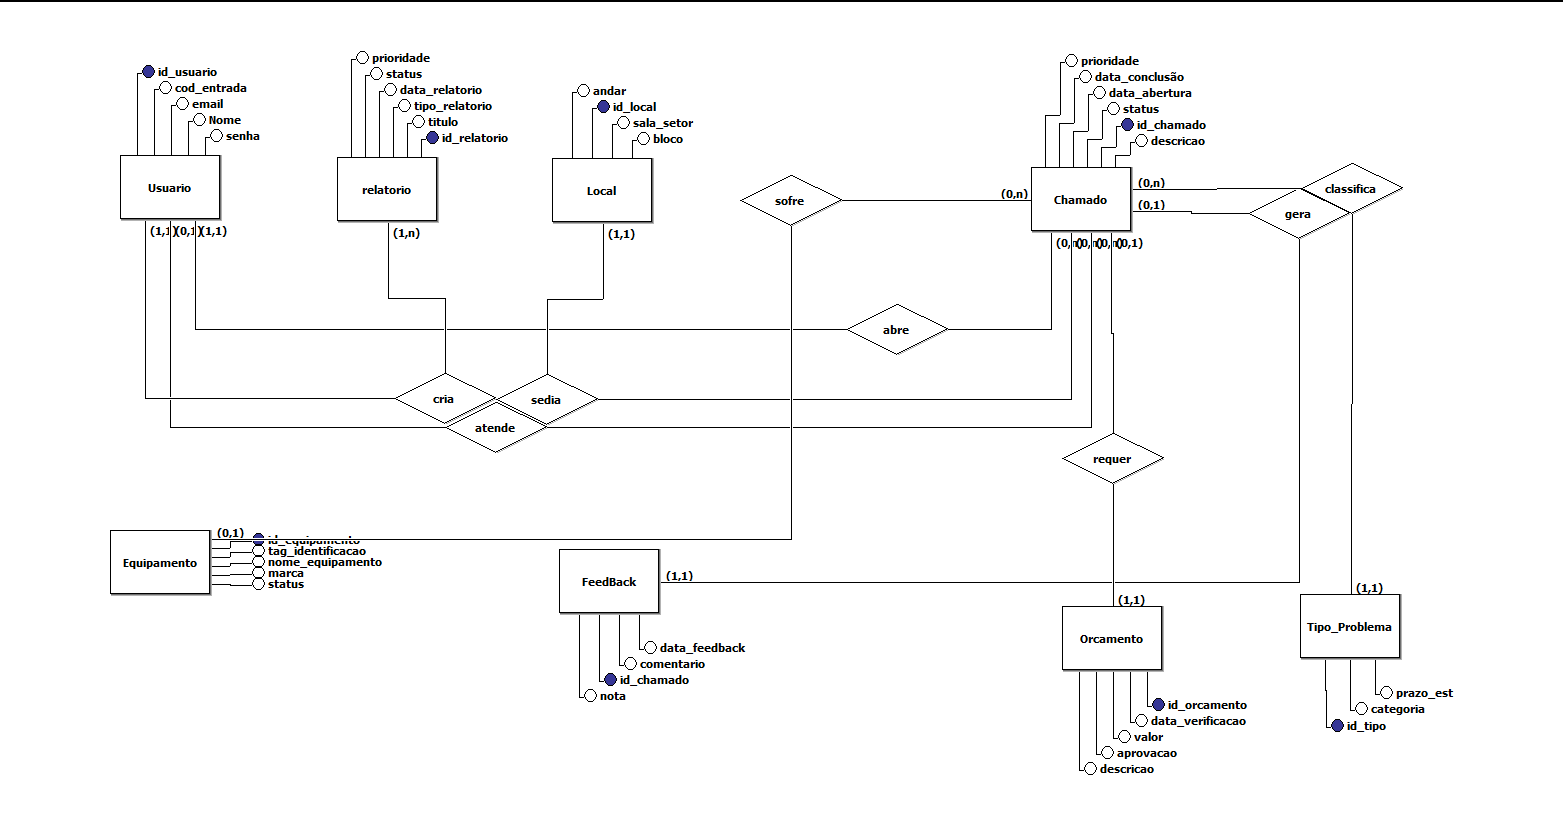 id_usuario
cod_entrada
email
Nome
senha
Usuario
(1,1)
(0,1)
(1,1)
prioridade
status
data_relatorio
tipo_relatorio
titulo
id_relatorio
relatorio
(1,n)
andar
id_local
sala_setor
bloco
Local
(1,1)
sofre
(0,n)
prioridade
data_conclusão
data_abertura
status
id_chamado
descricao
Chamado
(0,n)
(0,1)
(0,n)
(0,n)
(0,n)
(0,1)
classifica
gera
abre
cria
sedia
atende
requer
Equipamento
(0,1)
id_equipamento
tag_identificacao
nome_equipamento
marca
status
FeedBack
(1,1)
data_feedback
comentario
id_chamado
nota
(1,1)
Orcamento
id_orcamento
data_verificacao
valor
aprovacao
descricao
(1,1)
Tipo_Problema
prazo_est
categoria
id_tipo